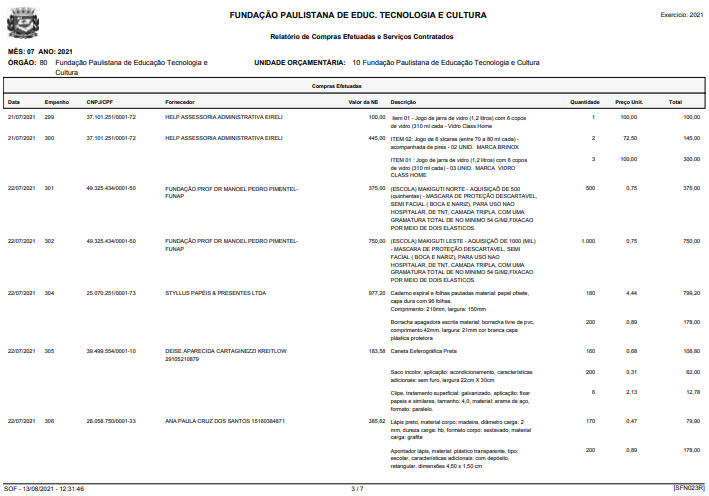 FUNDAÇÃO PAULISTANA DE EDUC. TECNOLOGIA E CULTURA
Exercício: 2021
Relatório de Compras Efetuadas e Serviços Contratados
MÊS: 07 ANO: 2021
ÓRGÃO: 80 Fundação Paulistana de Educação Tecnologia e Cultura
UNIDADE ORÇAMENTÁRIA: 10 Fundação Paulistana de Educação Tecnologia e Cultura
Compras Efetuadas
Data Empenho CNPJ/CPF Fornecedor Valor da NE Descrição Quantidade Preço Unit. Total
21/07/2021 299 37.101.251/0001-72 HELP ASSESSORIA ADMINISTRATIVA EIRELI 100,00 item 01 - Jogo de jarra de vidro (1,2 litros) com 6 copos 1 100,00 100,00
de vidro (310 ml cada - Vidro Class Home
21/07/2021 300 37.101.251/0001-72 HELP ASSESSORIA ADMINISTRATIVA EIRELI 445,00 ITEM 02: Jogo de 6 xícaras (entre 70 a 80 ml cada) - 2 72,50 145,00
acompanhada de pires - 02 UNID. MARCA BRINOX
ITEM 01 : Jogo de jarra de vidro (1,2 litros) com 6 copos 3 100,00 300,00
de vidro (310 ml cada) - 03 UNID. MARCA VIDRO
CLASS HOME
22/07/2021 301 49.325.434/0001-50 FUNDAÇÃO PROF DR MANOEL PEDRO PIMENTEL- 375,00 (ESCOLA) MAKIGUTI NORTE - AQUISIÇAÕ DE 500 500 0,75 375,00
FUNAP (quinhentas) - MASCARA DE PROTEÇÃO DESCARTAVEL,
SEMI FACIAL ( BOCA E NARIZ), PARA USO NAO
HOSPITALAR, DE TNT, CAMADA TRIPLA, COM UMA
GRAMATURA TOTAL DE NO MINIMO 54 G/M2,FIXACAO
POR MEIO DE DOIS ELASTICOS.
22/07/2021 302 49.325.434/0001-50 FUNDAÇÃO PROF DR MANOEL PEDRO PIMENTEL- 750,00 (ESCOLA) MAKIGUTI LESTE - AQUISIÇAÕ DE 1000 (MIL) 1.000 0,75 750,00
FUNAP - MASCARA DE PROTEÇÃO DESCARTAVEL, SEMI
FACIAL ( BOCA E NARIZ), PARA USO NAO
HOSPITALAR, DE TNT, CAMADA TRIPLA, COM UMA
GRAMATURA TOTAL DE NO MINIMO 54 G/M2,FIXACAO
POR MEIO DE DOIS ELASTICOS.
22/07/2021 304 25.070.251/0001-73 STYLLUS PAPÉIS & PRESENTES LTDA 977,20 Caderno espiral e folhas pautadas material: papel ofsete, 180 4,44 799,20
capa dura com 96 folhas.
Comprimento: 210mm, largura: 150mm
Borracha apagadora escrita material: borracha livre de pvc, 200 0,89 178,00
comprimento 42mm, largura: 21mm cor branca capa
plástica protetora
22/07/2021 305 39.499.554/0001-10 DEISE APARECIDA CARTAGINEZZI KREITLOW 183,58 Caneta Esferográfica Preta 160 0,68 108,80
29105210879
Saco incolor, aplicação: acondicionamento, características 200 0,31 62,00
adicionais: sem furo, largura 22cm X 30cm
Clipe, tratamento superficial: galvanizado, aplicação: fixar 6 2,13 12,78
papeis e similares, tamanho: 4,0, material: arame de aço,
formato: paralelo.
22/07/2021 306 28.058.750/0001-33 ANA PAULA CRUZ DOS SANTOS 15160384871 385,62 Lápis preto, material corpo: madeira, diâmetro carga: 2 170 0,47 79,90
mm, dureza carga: hb, formato corpo: sextavado, material
carga: grafite
Apontador lápis, material: plástico transparente, tipo: 200 0,89 178,00
escolar, características adicionais: com depósito,
retangular, dimensões 4,50 x 1,50 cm
SOF - 13/08/2021 - 12:31:46
3 / 7
[SFN023R]